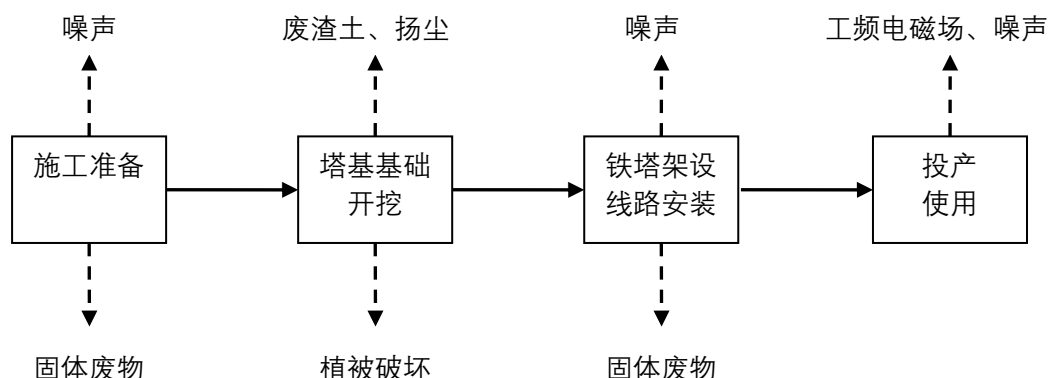 噪声
废渣土、扬尘
噪声
工频电磁场、噪声
施工准备
塔基基础
开挖
铁塔架设
线路安装
投产
使用
固体废物
植被破坏
固体废物